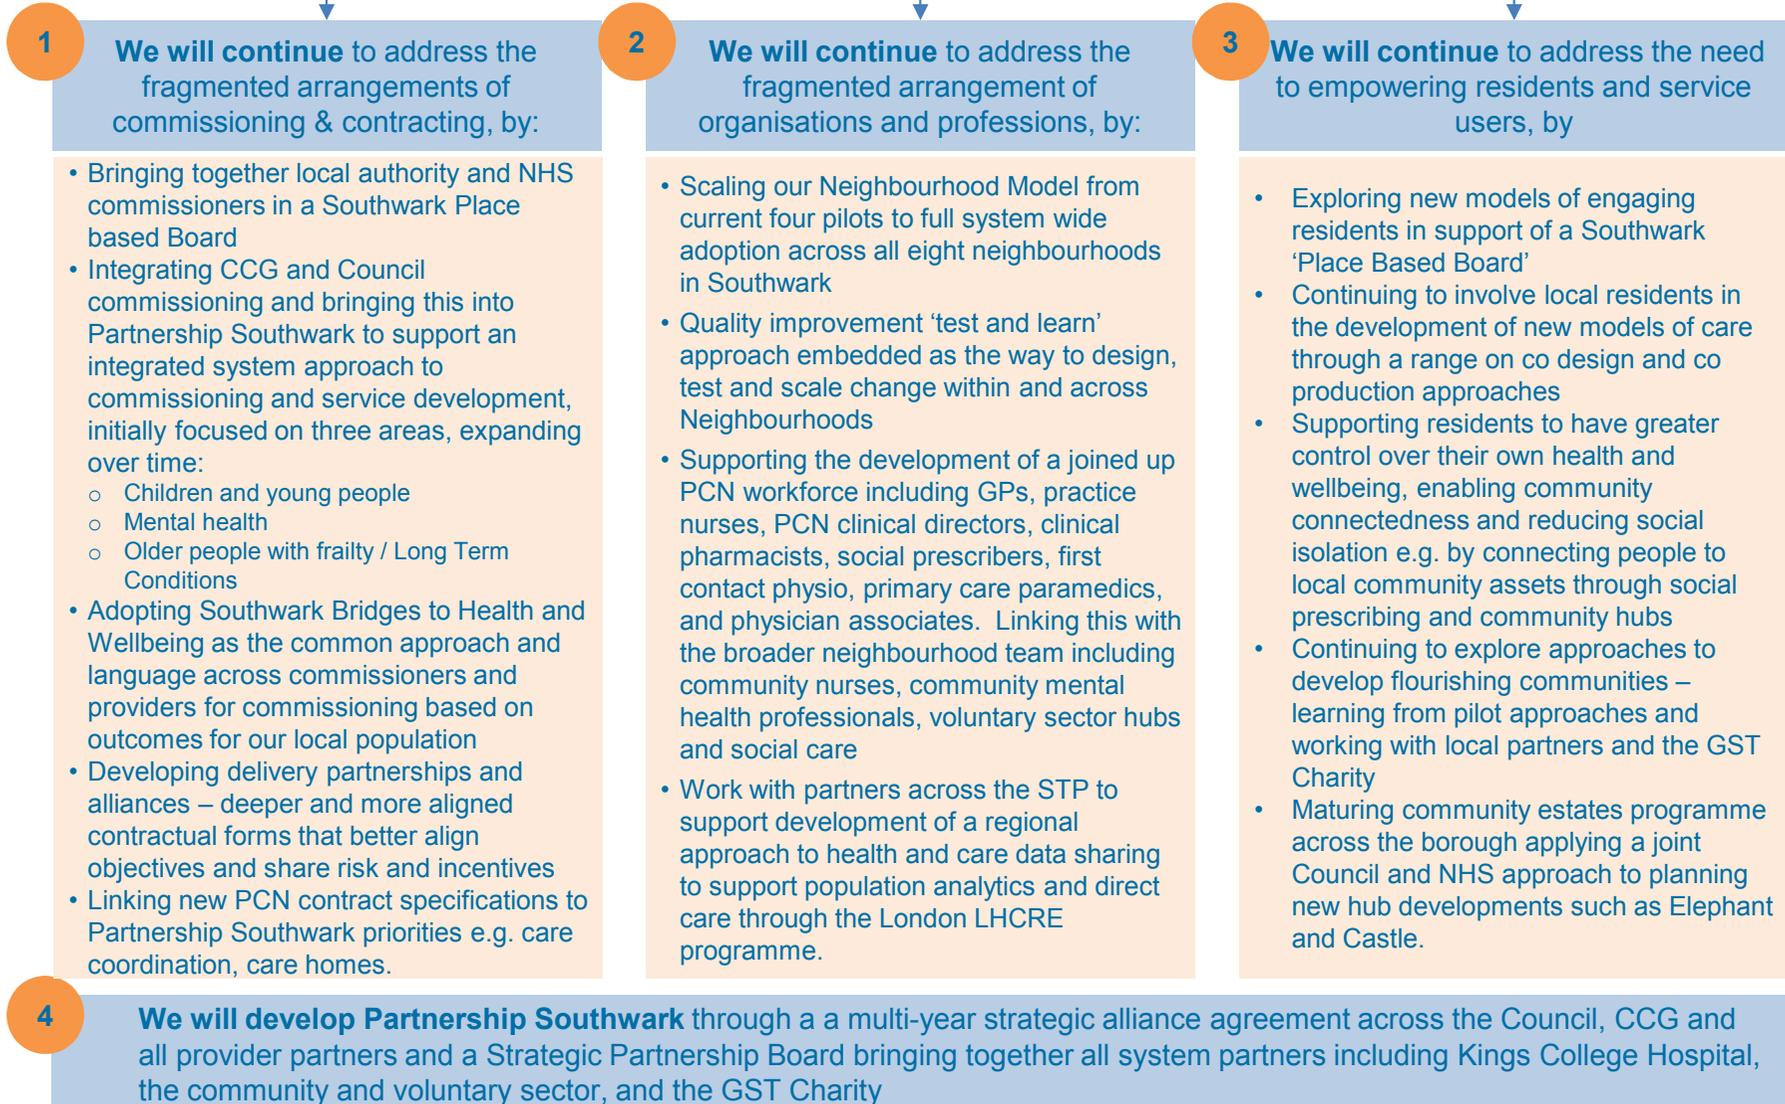 1
We will continue to address the
fragmented arrangements of
commissioning & contracting, by:
• Bringing together local authority and NHS
commissioners in a Southwark Place
based Board
• Integrating CCG and Council
commissioning and bringing this into
Partnership Southwark to support an
integrated system approach to
commissioning and service development,
initially focused on three areas, expanding
over time:
o Children and young people
o Mental health
o Older people with frailty / Long Term
Conditions
• Adopting Southwark Bridges to Health and
Wellbeing as the common approach and
language across commissioners and
providers for commissioning based on
outcomes for our local population
• Developing delivery partnerships and
alliances – deeper and more aligned
contractual forms that better align
objectives and share risk and incentives
• Linking new PCN contract specifications to
Partnership Southwark priorities e.g. care
coordination, care homes.
2
We will continue to address the
fragmented arrangement of
organisations and professions, by:
• Scaling our Neighbourhood Model from
current four pilots to full system wide
adoption across all eight neighbourhoods
in Southwark
• Quality improvement ‘test and learn’
approach embedded as the way to design,
test and scale change within and across
Neighbourhoods
• Supporting the development of a joined up
PCN workforce including GPs, practice
nurses, PCN clinical directors, clinical
pharmacists, social prescribers, first
contact physio, primary care paramedics,
and physician associates. Linking this with
the broader neighbourhood team including
community nurses, community mental
health professionals, voluntary sector hubs
and social care
• Work with partners across the STP to
support development of a regional
approach to health and care data sharing
to support population analytics and direct
care through the London LHCRE
programme.
3
We will continue to address the need
to empowering residents and service
users, by
• Exploring new models of engaging
residents in support of a Southwark
‘Place Based Board’
• Continuing to involve local residents in
the development of new models of care
through a range on co design and co
production approaches
• Supporting residents to have greater
control over their own health and
wellbeing, enabling community
connectedness and reducing social
isolation e.g. by connecting people to
local community assets through social
prescribing and community hubs
• Continuing to explore approaches to
develop flourishing communities –
learning from pilot approaches and
working with local partners and the GST
Charity
• Maturing community estates programme
across the borough applying a joint
Council and NHS approach to planning
new hub developments such as Elephant
and Castle.
4
We will develop Partnership Southwark through a a multi-year strategic alliance agreement across the Council, CCG and
all provider partners and a Strategic Partnership Board bringing together all system partners including Kings College Hospital,
the community and voluntary sector, and the GST Charity